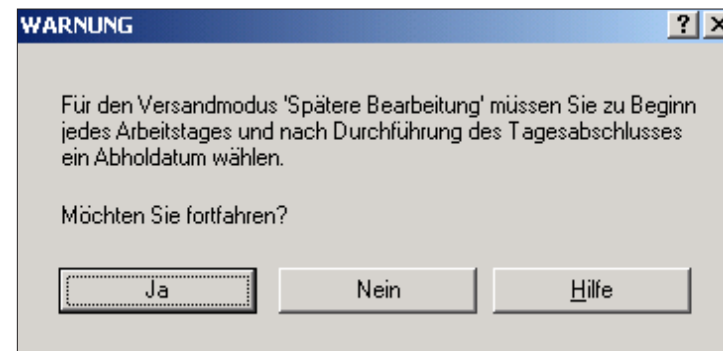 WARNUNG
Für den Versandmodus 'Spätere Bearbeitung' müssen Sie zu Beginn
jedes Arbeitstages und nach Durchführung des Tagesabschlusses
ein Abholdatum wählen.
Möchten Sie fortfahren?
Ja Nein Hilfe